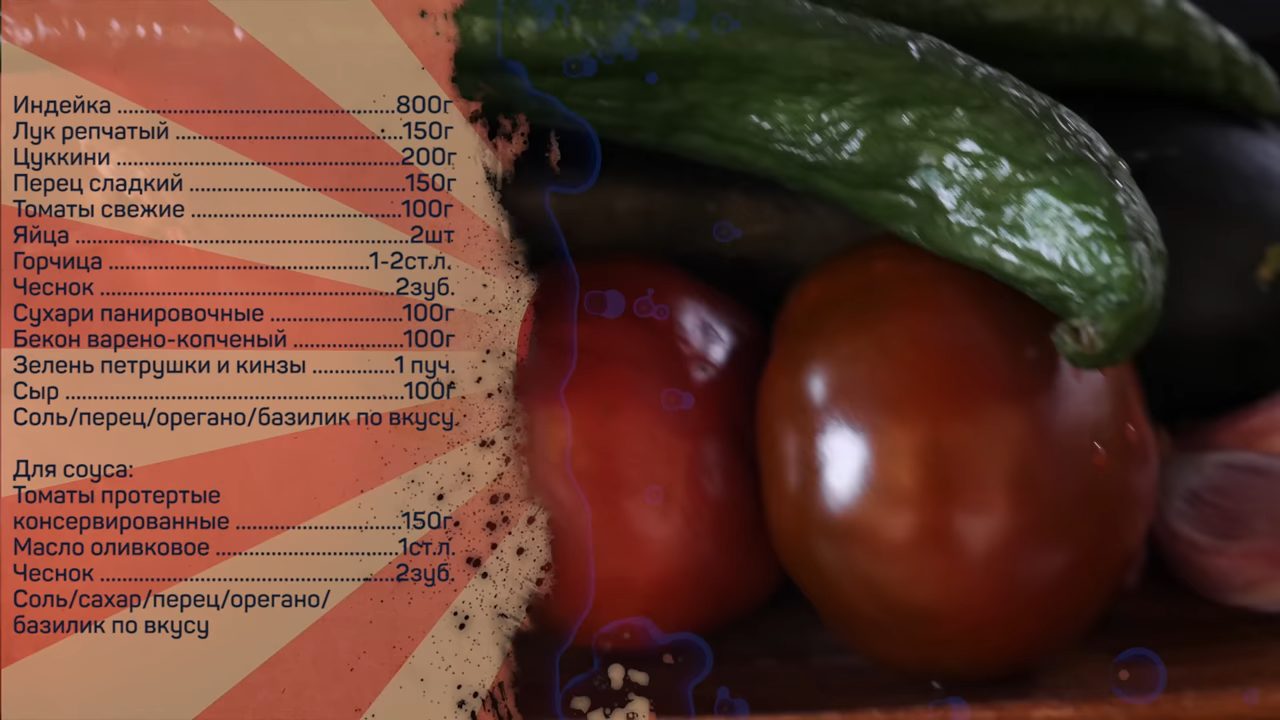 Индейка ........................................800г
Лук репчатый ................................150г
Цуккини ........................................200г
Перец сладкий ..............................150г
Томаты свежие ..............................100г
Яйца ...............................................2шт
Горчица .....................................1-2ст.л.
Чеснок ..........................................2зуб.
Сухари панировочные ...................100г
Бекон варено-копченый ................100г
Зелень петрушки и кинзы ............1 пуч.
Сыр ................................................100г
Соль/перец/орегано/базилик по вкусу.
Для соуса:
Томаты протертые
консервированные ........................150г
Масло оливковое ..........................1ст.л.
Чеснок ..........................................2зуб.
Соль/сахар/перец/орегано/
базилик по вкусу